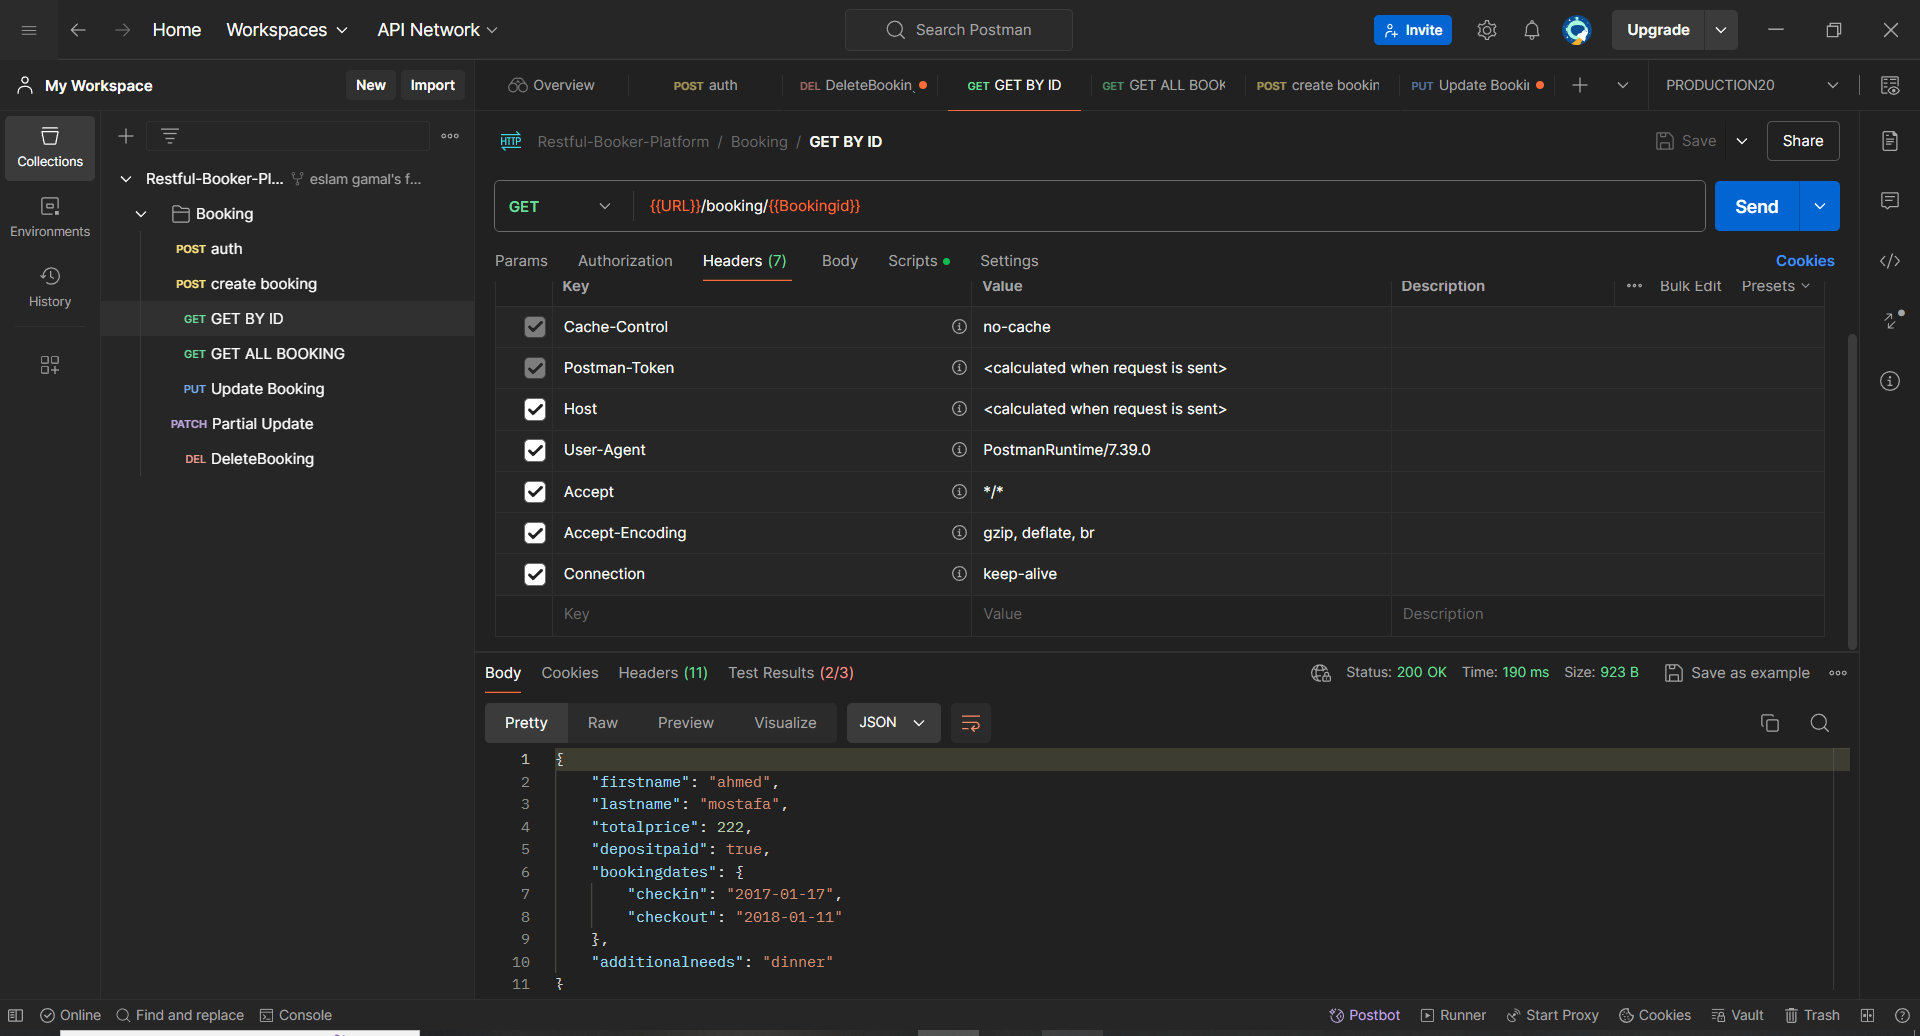 Home Workspaces API Network Search Postman Invite Upgrade
My Workspace New Import
Overview POST auth DEL DeleteBookin GET GET BY ID GET GET ALL BOOK POST create bookin PUT Update Booki PRODUCTION20
Collections
Environments
History
Restful-Booker-Pl... eslam gamal's f...
Booking
POST auth
POST create booking
GET GET BY ID
GET GET ALL BOOKING
PUT Update Booking
PATCH Partial Update
DEL DeleteBooking
HTTP Restful-Booker-Platform / Booking / GET BY ID Save Share
GET {{URL}}/booking/{{Bookingid}} Send
Params Authorization Headers (7) Body Scripts Settings Cookies
Key Value Description Bulk Edit Presets
Cache-Control no-cache
Postman-Token <calculated when request is sent>
Host <calculated when request is sent>
User-Agent PostmanRuntime/7.39.0
Accept */*
Accept-Encoding gzip, deflate, br
Connection keep-alive
Key Value Description
Body Cookies Headers (11) Test Results (2/3) Status: 200 OK Time: 190 ms Size: 923 B Save as example
Pretty Raw Preview Visualize JSON
1 {
2 "firstname": "ahmed",
3 "lastname": "mostafa",
4 "totalprice": 222,
5 "depositpaid": true,
6 "bookingdates": {
7 "checkin": "2017-01-17",
8 "checkout": "2018-01-11"
9 },
10 "additionalneeds": "dinner"
11 }
Online Find and replace Console Postbot Runner Start Proxy Cookies Vault Trash